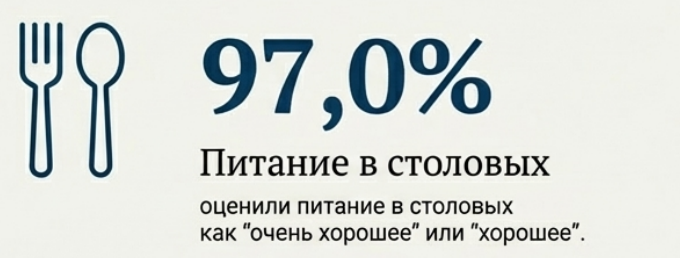 97,0%
Питание в столовых
оценили питание в столовых
как "очень хорошее" или "хорошее".